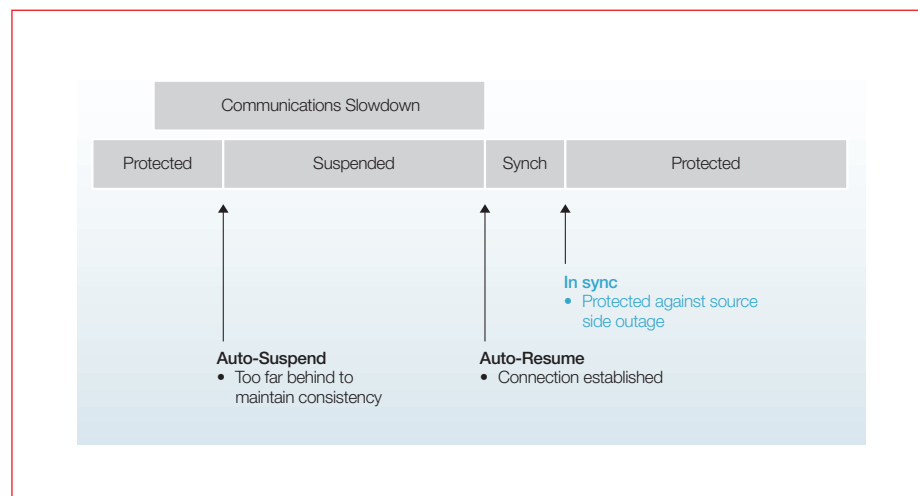 Communications Slowdown
Protected
Suspended
Synch
Protected
In sync
• Protected against source
side outage
Auto-Suspend
• Too far behind to
maintain consistency
Auto-Resume
• Connection established